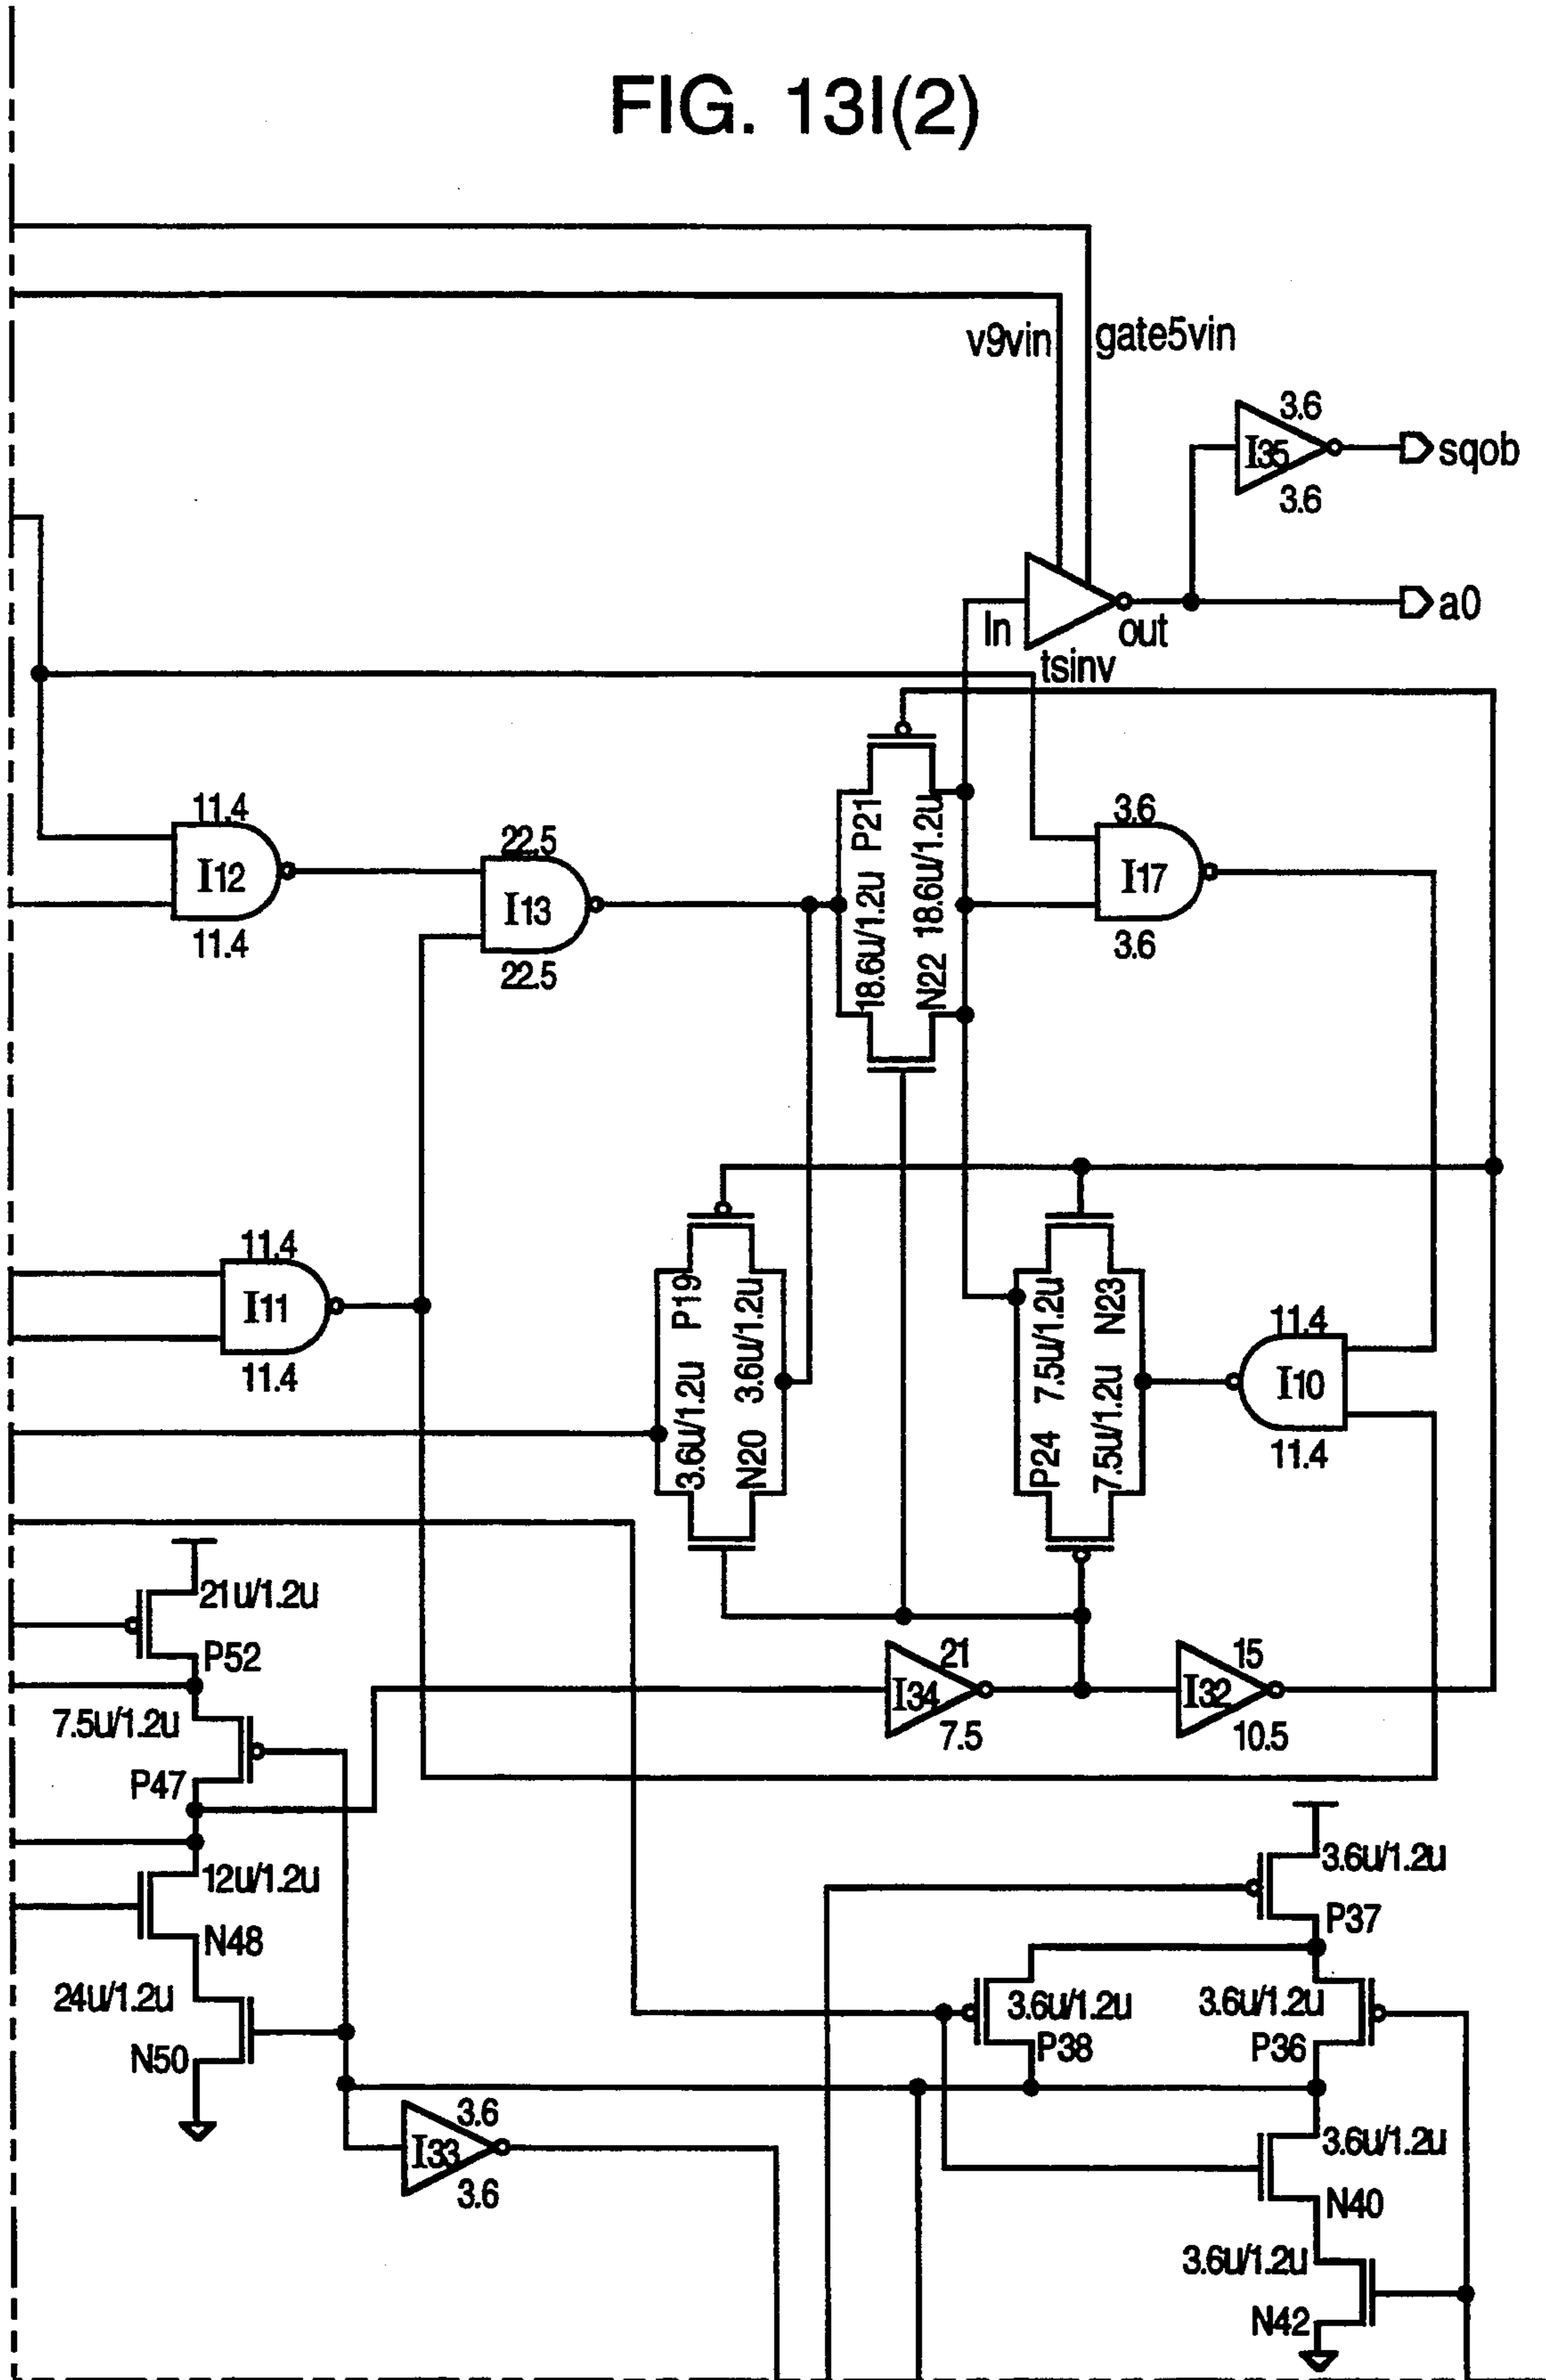 FIG. 13I(2)
v9vin
gate5vin
3.6
I35
3.6
sqob
In
out
a0
tsinv
11.4
I12
11.4
22.5
I13
22.5
18.6u/1.2u P21
N22 18.6u/1.2u
3.6
I17
3.6
11.4
I11
11.4
3.6u/1.2u P19
N20 3.6u/1.2u
P24 7.5u/1.2u
7.5u/1.2u N23
11.4
I10
11.4
21u/1.2u
P52
7.5u/1.2u
P47
21
I34
7.5
15
I32
10.5
12u/1.2u
N48
24u/1.2u
N50
3.6
I33
3.6
3.6u/1.2u
P37
3.6u/1.2u
P38
3.6u/1.2u
P36
3.6u/1.2u
N40
3.6u/1.2u
N42